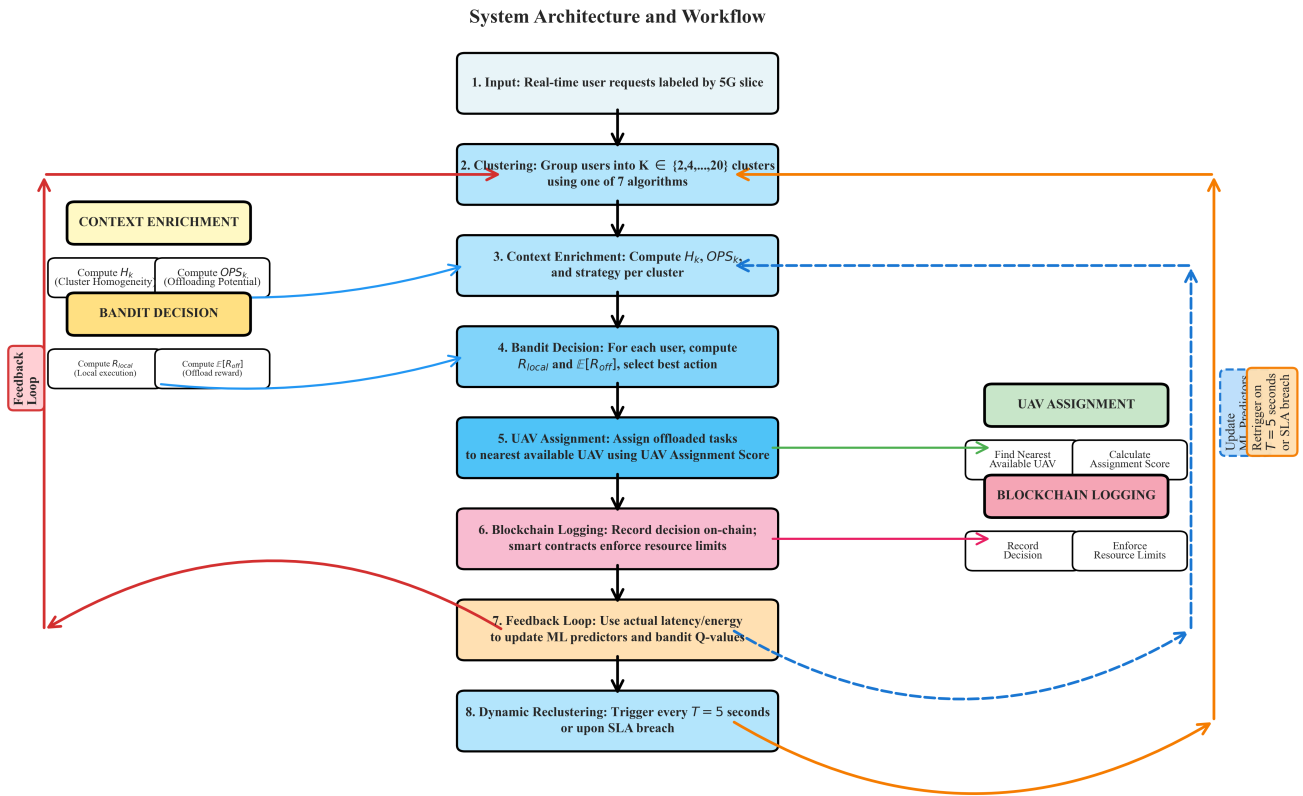 System Architecture and Workflow
1. Input: Real-time user requests labeled by 5G slice
2. Clustering: Group users into K ∈ {2,4,...,20} clusters
using one of 7 algorithms
3. Context Enrichment: Compute H_k, OPS_k,
and strategy per cluster
4. Bandit Decision: For each user, compute
R_local and 𝔼[R_off], select best action
5. UAV Assignment: Assign offloaded tasks
to nearest available UAV using UAV Assignment Score
6. Blockchain Logging: Record decision on-chain;
smart contracts enforce resource limits
7. Feedback Loop: Use actual latency/energy
to update ML predictors and bandit Q-values
8. Dynamic Reclustering: Trigger every T = 5 seconds
or upon SLA breach
CONTEXT ENRICHMENT
Compute H_k
(Cluster Homogeneity)
Compute OPS_k,
(Offloading Potential)
BANDIT DECISION
Compute R_local
(Local execution)
Compute 𝔼[R_off]
(Offload reward)
Feedback
Loop
UAV ASSIGNMENT
Find Nearest
Available UAV
Calculate
Assignment Score
BLOCKCHAIN LOGGING
Record
Decision
Enforce
Resource Limits
Update
ML Predictors
Retrigger on
T = 5 seconds
or SLA breach